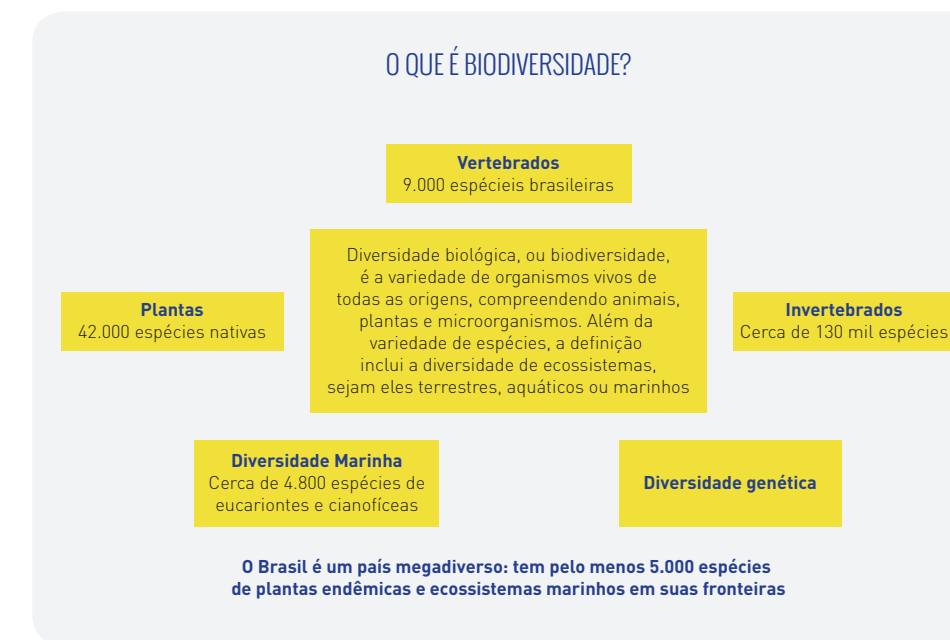 O QUE É BIODIVERSIDADE?
Vertebrados
9.000 espécieis brasileiras
Diversidade biológica, ou biodiversidade,
é a variedade de organismos vivos de
todas as origens, compreendendo animais,
plantas e microorganismos. Além da
variedade de espécies, a definição
inclui a diversidade de ecossistemas,
sejam eles terrestres, aquáticos ou marinhos
Plantas
42.000 espécies nativas
Invertebrados
Cerca de 130 mil espécies
Diversidade Marinha
Cerca de 4.800 espécies de
eucariontes e cianofíceas
Diversidade genética
O Brasil é um país megadiverso: tem pelo menos 5.000 espécies
de plantas endêmicas e ecossistemas marinhos em suas fronteiras